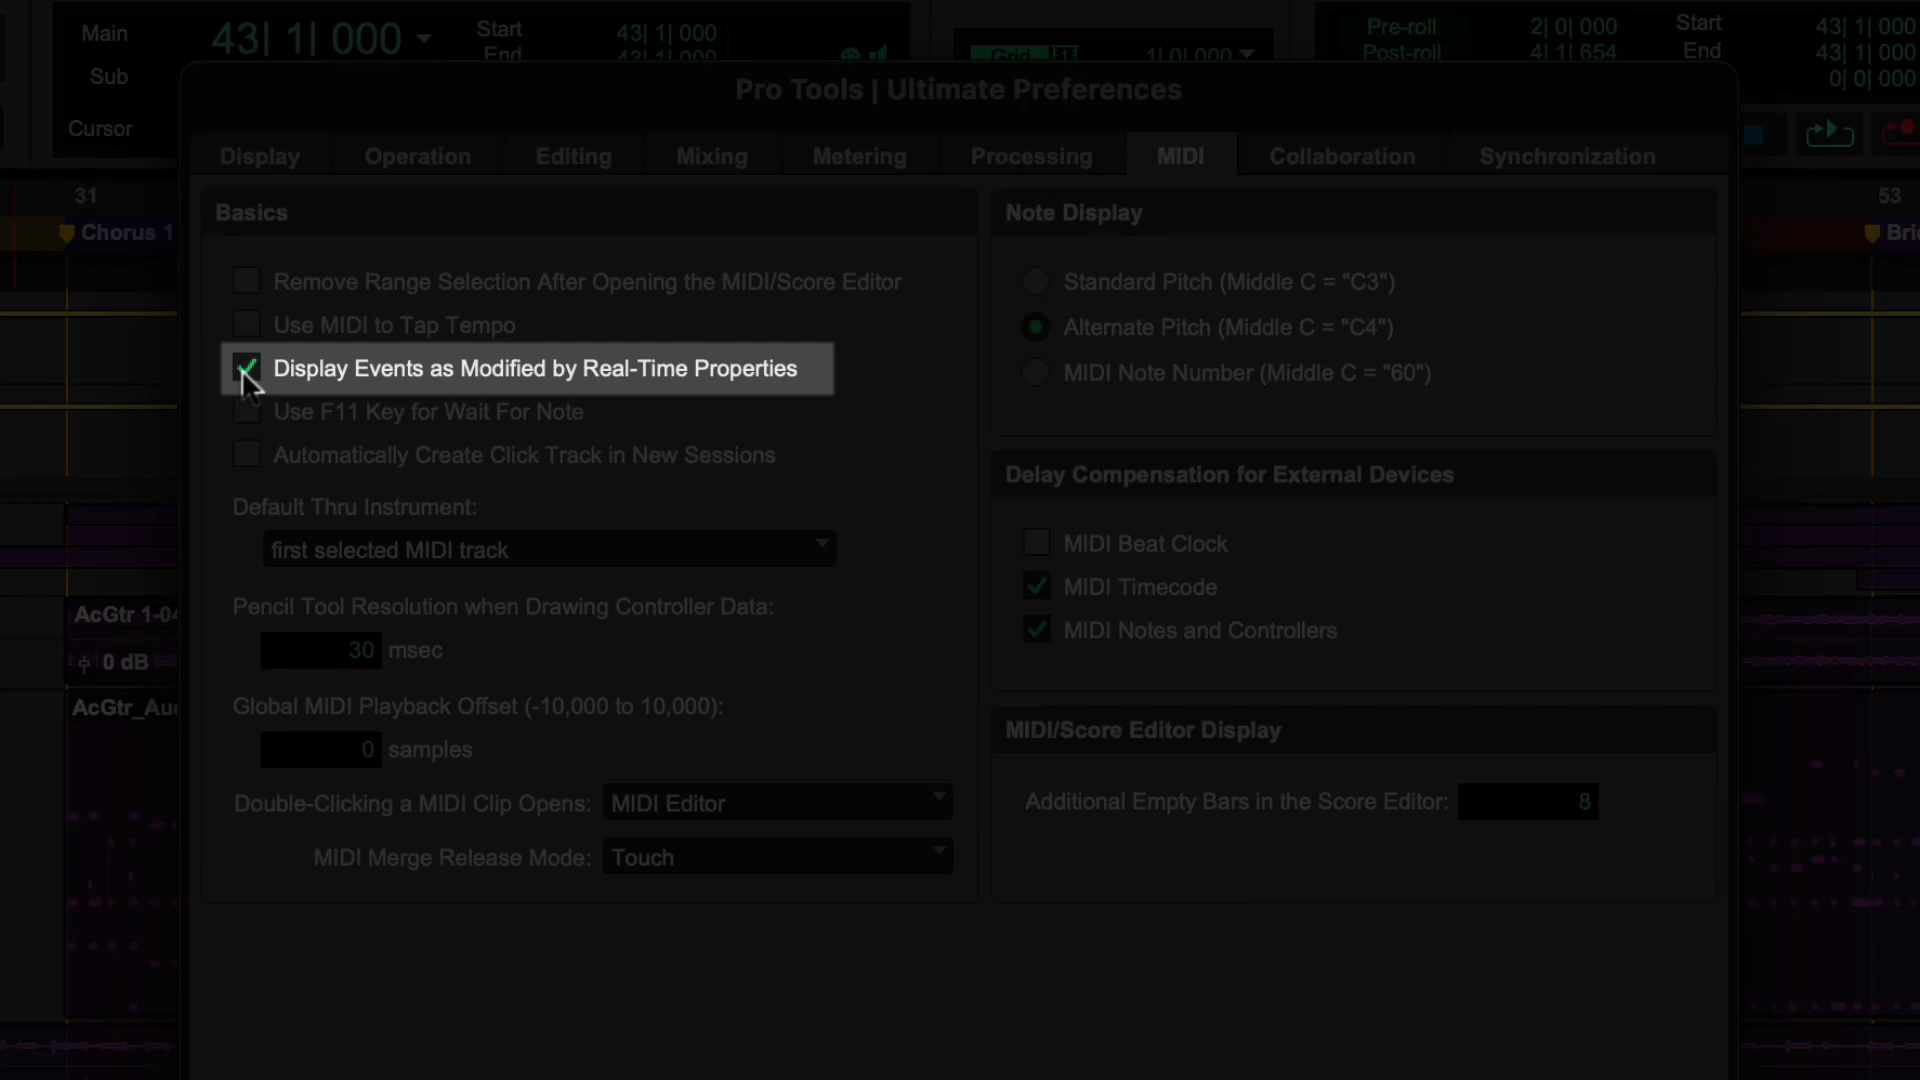 Main
43| 1| 000
Sub
Cursor
Start
43| 1| 000
End
43| 1| 000
Grid
1| 0| 000
Pre-roll
2| 0| 000
Post-roll
4| 1| 654
Start
43| 1| 000
End
43| 1| 000
0| 0| 000
31
53
Chorus 1
Pro Tools | Ultimate Preferences
Display
Operation
Editing
Mixing
Metering
Processing
MIDI
Collaboration
Synchronization
Basics
Remove Range Selection After Opening the MIDI/Score Editor
Use MIDI to Tap Tempo
Display Events as Modified by Real-Time Properties
Use F11 Key for Wait For Note
Automatically Create Click Track in New Sessions
Default Thru Instrument:
first selected MIDI track
Pencil Tool Resolution when Drawing Controller Data:
30 msec
Global MIDI Playback Offset (-10,000 to 10,000):
0 samples
Double-Clicking a MIDI Clip Opens: MIDI Editor
MIDI Merge Release Mode: Touch
Note Display
Standard Pitch (Middle C = "C3")
Alternate Pitch (Middle C = "C4")
MIDI Note Number (Middle C = "60")
Delay Compensation for External Devices
MIDI Beat Clock
MIDI Timecode
MIDI Notes and Controllers
MIDI/Score Editor Display
Additional Empty Bars in the Score Editor: 8
AcGtr 1-04
0 dB
AcGtr_Au
Bri